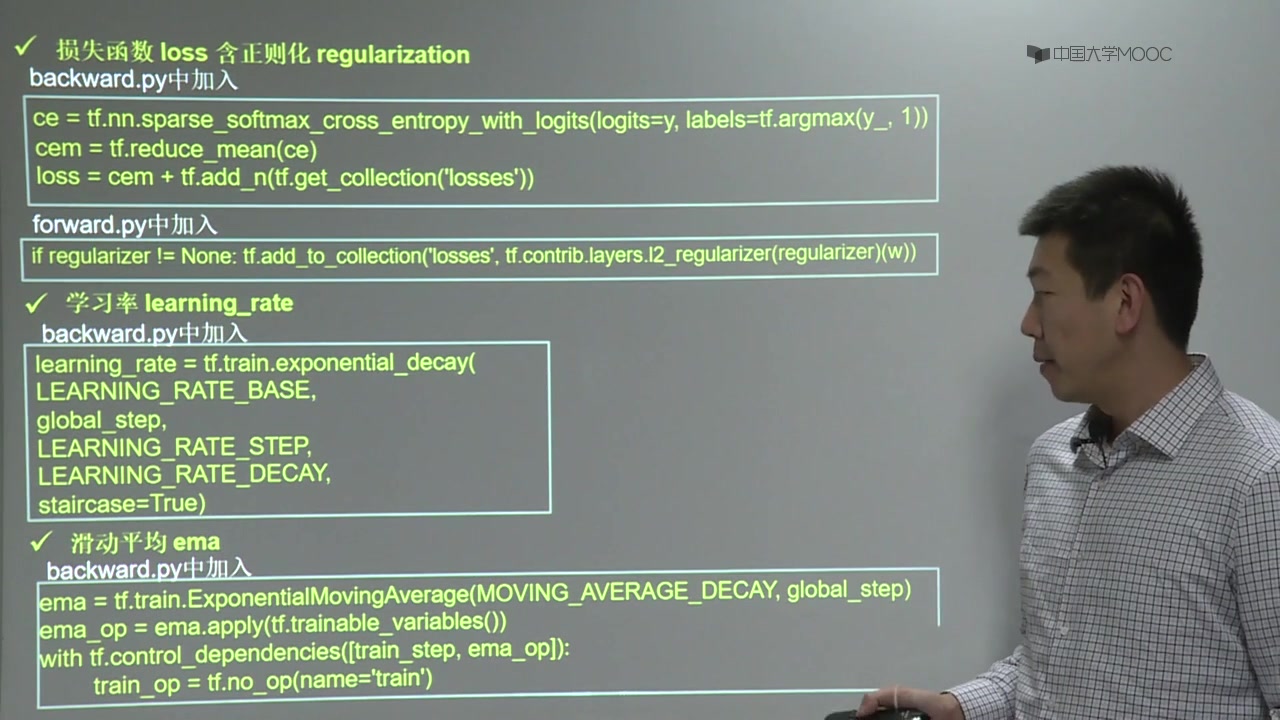 ✓ 损失函数 loss 含正则化 regularization
中国大学MOOC
backward.py中加入
ce = tf.nn.sparse_softmax_cross_entropy_with_logits(logits=y, labels=tf.argmax(y_, 1))
cem = tf.reduce_mean(ce)
loss = cem + tf.add_n(tf.get_collection('losses'))
forward.py中加入
if regularizer != None: tf.add_to_collection('losses', tf.contrib.layers.l2_regularizer(regularizer)(w))
✓ 学习率 learning_rate
backward.py中加入
learning_rate = tf.train.exponential_decay(
LEARNING_RATE_BASE,
global_step,
LEARNING_RATE_STEP,
LEARNING_RATE_DECAY,
staircase=True)
✓ 滑动平均 ema
backward.py中加入
ema = tf.train.ExponentialMovingAverage(MOVING_AVERAGE_DECAY, global_step)
ema_op = ema.apply(tf.trainable_variables())
with tf.control_dependencies([train_step, ema_op]):
train_op = tf.no_op(name='train')